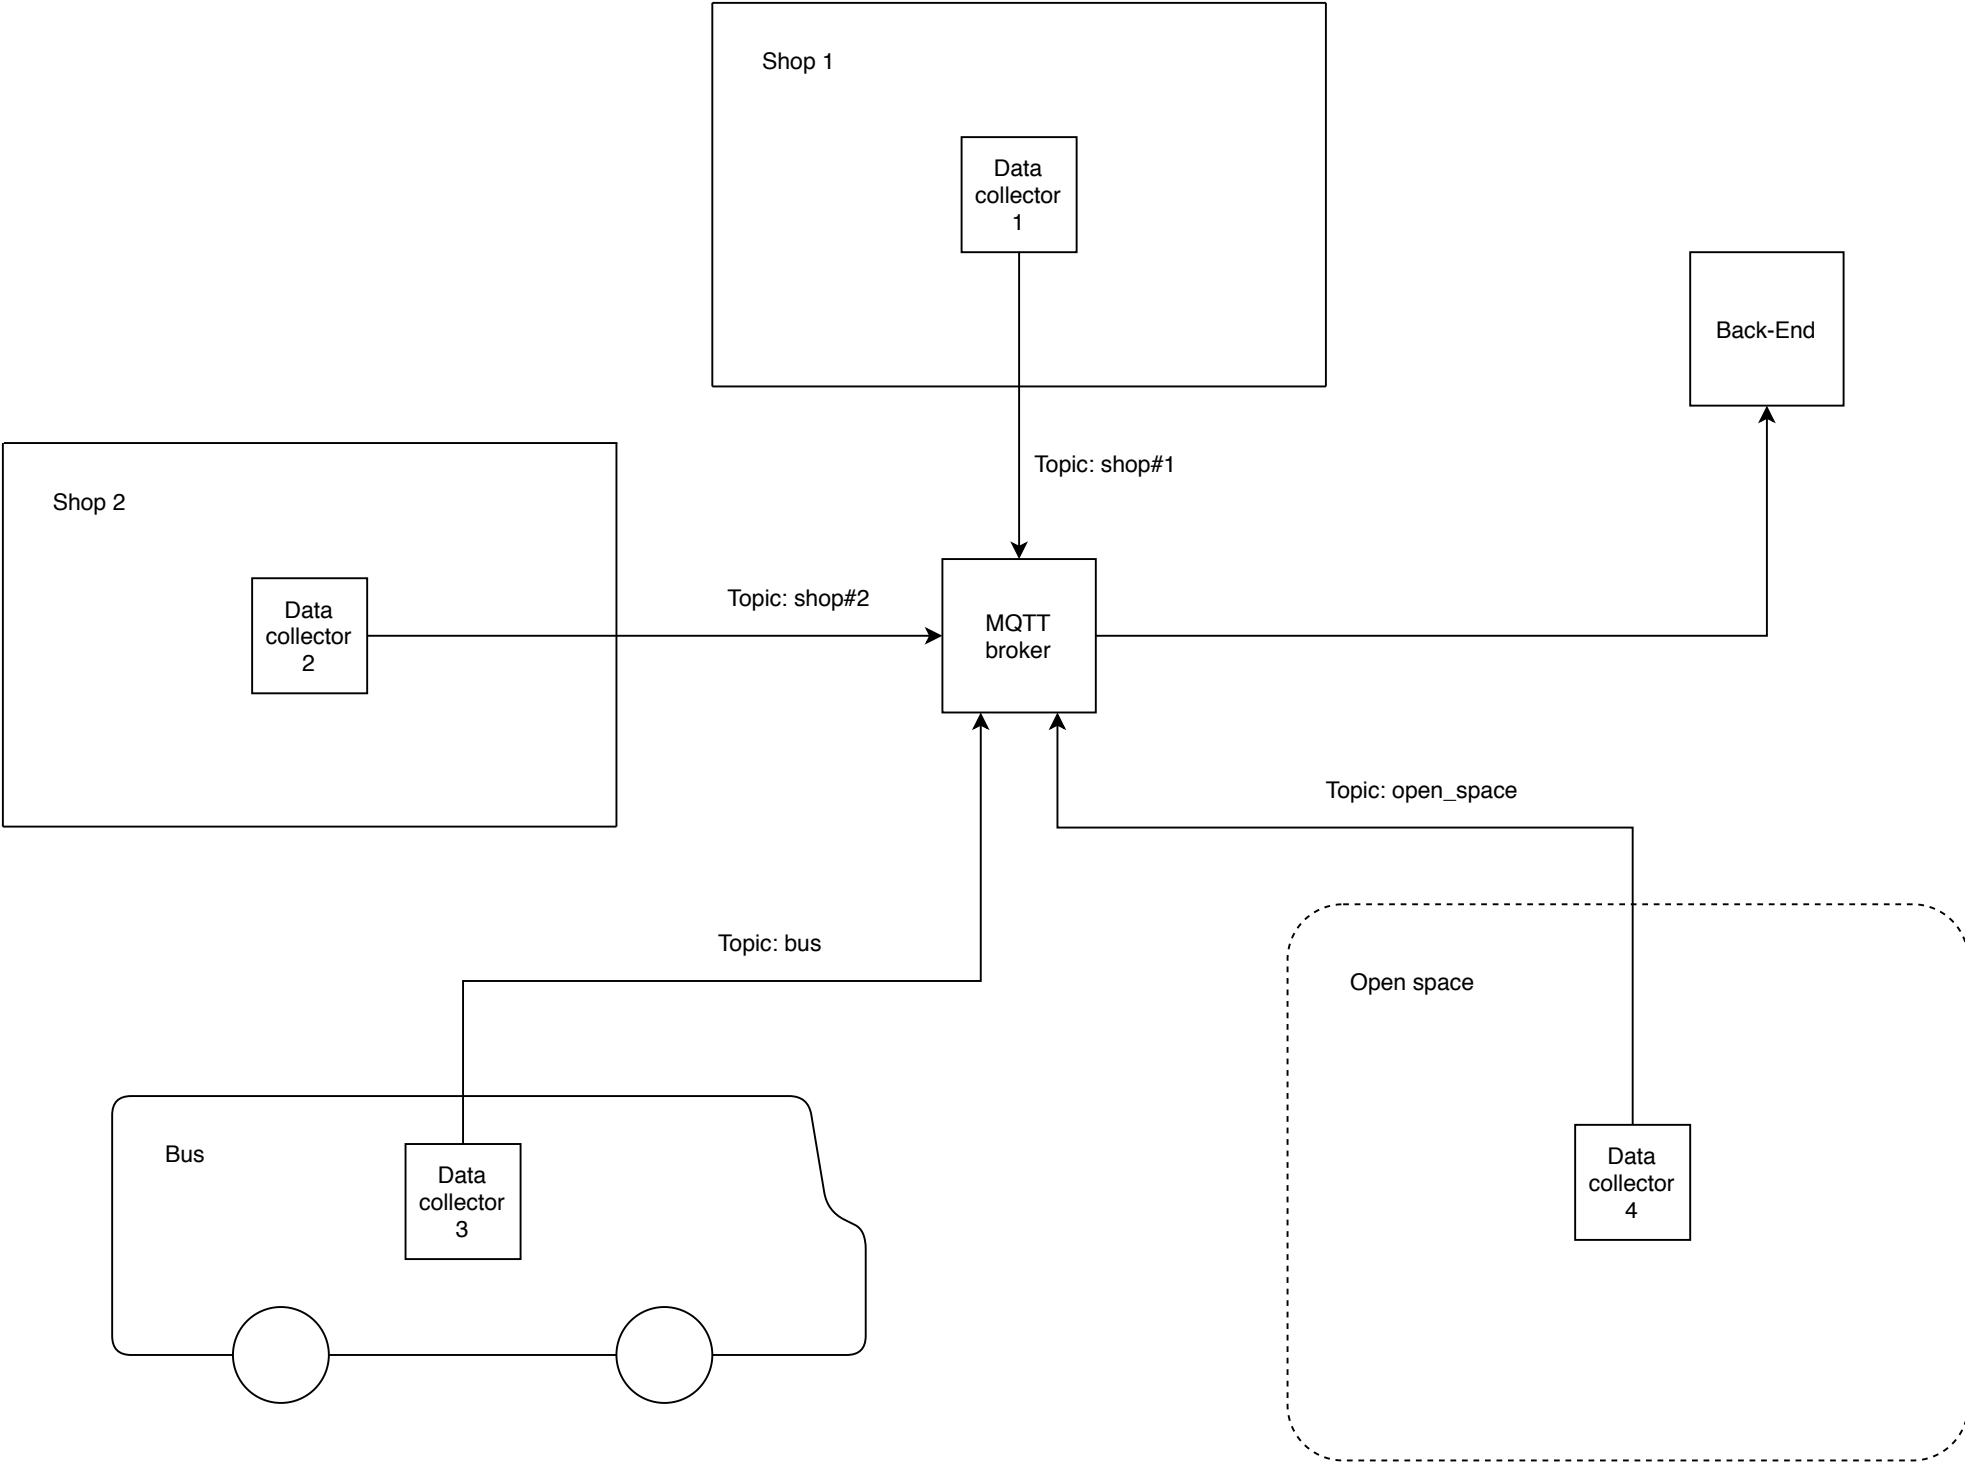 Shop 1
Data
collector
1
Back-End
Topic: shop#1
Shop 2
Data
collector
2
Topic: shop#2
MQTT
broker
Topic: open_space
Topic: bus
Open space
Bus
Data
collector
3
Data
collector
4